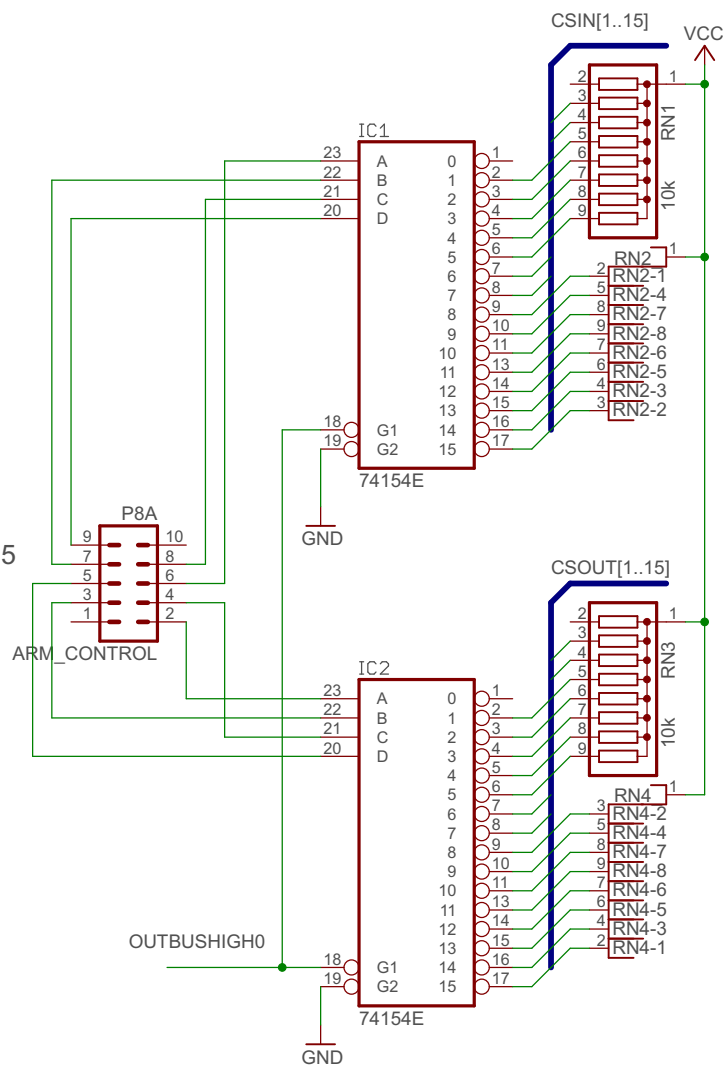 CSIN[1..15]
VCC
2 1
3
4
5
6
7
8
9
RN1
10k
IC1
23 A 0 1
22 B 1 2
21 C 2 3
20 D 3 4
4 5
5 6
6 7
7 8
8 9
9 10
10 11
11 13
12 14
13 15
18 G1 14 16
19 G2 15 17
74154E
GND
RN2 1
2 RN2-1
5 RN2-4
8 RN2-7
9 RN2-8
7 RN2-6
6 RN2-5
4 RN2-3
3 RN2-2
P8A
9 10
7 8
5 6
3 4
1 2
ARM_CONTROL
5
CSOUT[1..15]
2 1
3
4
5
6
7
8
9
RN3
10k
IC2
23 A 0 1
22 B 1 2
21 C 2 3
20 D 3 4
4 5
5 6
6 7
7 8
8 9
9 10
10 11
11 13
12 14
13 15
18 G1 14 16
19 G2 15 17
74154E
GND
RN4 1
3 RN4-2
5 RN4-4
8 RN4-7
9 RN4-8
7 RN4-6
6 RN4-5
4 RN4-3
2 RN4-1
OUTBUSHIGH0